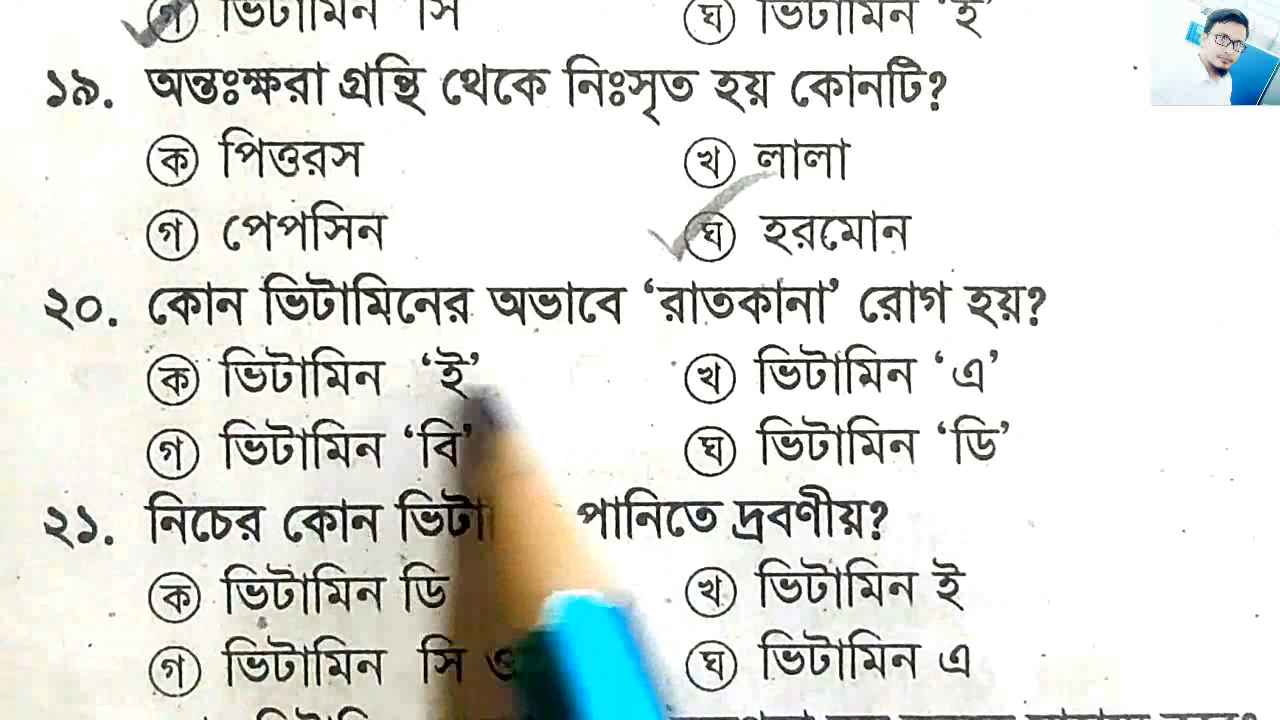 গ ভিটামিন 'সি ঘ ভিটামিন 'ই'
১৯. অন্তঃক্ষরা গ্রন্থি থেকে নিঃসৃত হয় কোনটি?
ক পিত্তরস খ লালা
গ পেপসিন ঘ হরমোন
২০. কোন ভিটামিনের অভাবে ‘রাতকানা’ রোগ হয়?
ক ভিটামিন ‘ই’ খ ভিটামিন ‘এ’
গ ভিটামিন ‘বি’ ঘ ভিটামিন ‘ডি’
২১. নিচের কোন পানিতে দ্রবণীয়?
ক ভিটামিন ডি খ ভিটামিন ই
গ ভিটামিন সি ও ঘ ভিটামিন এ